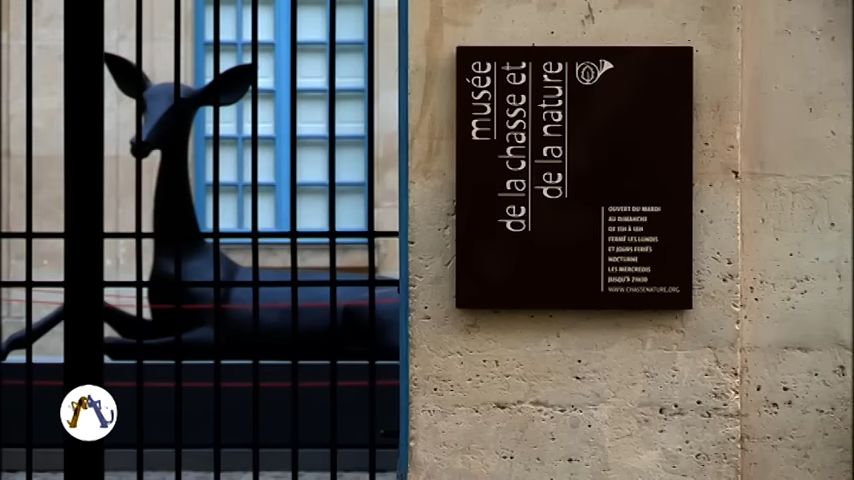 musée
de la chasse et
de la nature
OUVERT DU MARDI
AU DIMANCHE
DE 11H À 18H
FERMÉ LES LUNDIS
ET JOURS FERIÉS
NOCTURNE
LES MERCREDIS
JUSQU'À 21H30
WWW.CHASSENATURE.ORG